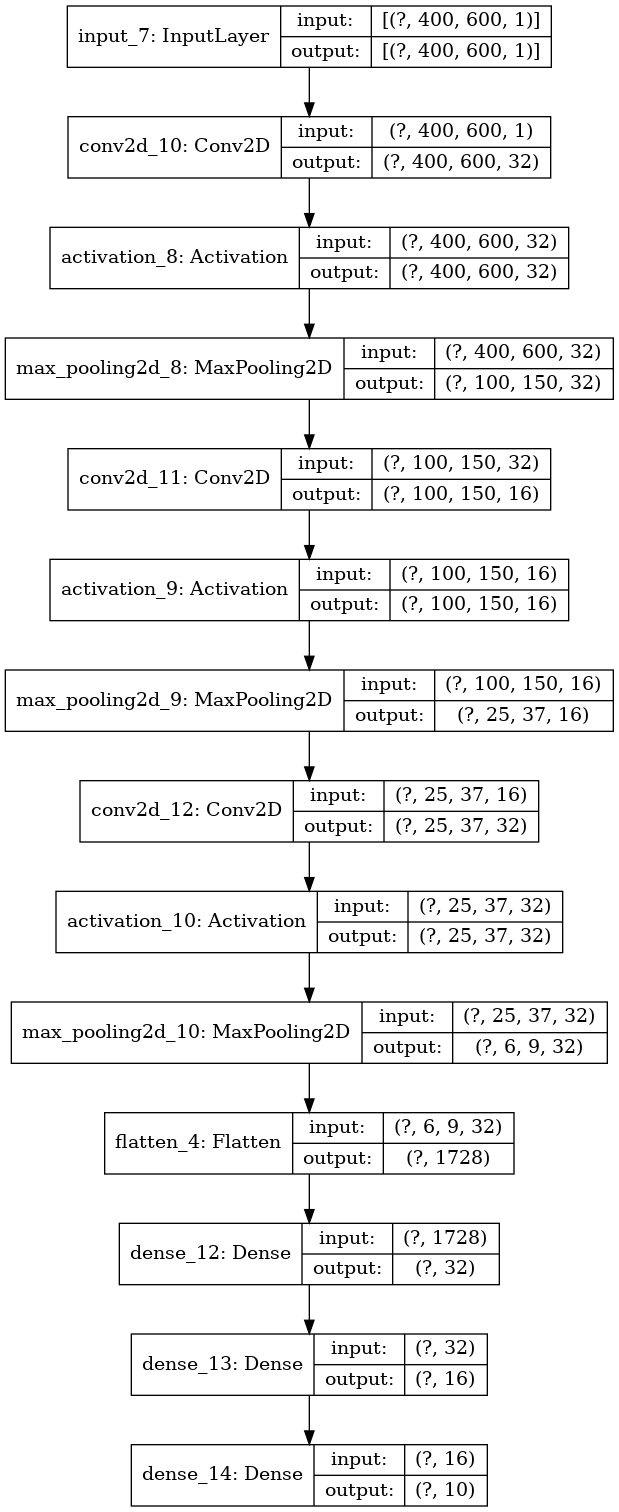 input_7: InputLayer
input: [(?, 400, 600, 1)]
output: [(?, 400, 600, 1)]
conv2d_10: Conv2D
input: (?, 400, 600, 1)
output: (?, 400, 600, 32)
activation_8: Activation
input: (?, 400, 600, 32)
output: (?, 400, 600, 32)
max_pooling2d_8: MaxPooling2D
input: (?, 400, 600, 32)
output: (?, 100, 150, 32)
conv2d_11: Conv2D
input: (?, 100, 150, 32)
output: (?, 100, 150, 16)
activation_9: Activation
input: (?, 100, 150, 16)
output: (?, 100, 150, 16)
max_pooling2d_9: MaxPooling2D
input: (?, 100, 150, 16)
output: (?, 25, 37, 16)
conv2d_12: Conv2D
input: (?, 25, 37, 16)
output: (?, 25, 37, 32)
activation_10: Activation
input: (?, 25, 37, 32)
output: (?, 25, 37, 32)
max_pooling2d_10: MaxPooling2D
input: (?, 25, 37, 32)
output: (?, 6, 9, 32)
flatten_4: Flatten
input: (?, 6, 9, 32)
output: (?, 1728)
dense_12: Dense
input: (?, 1728)
output: (?, 32)
dense_13: Dense
input: (?, 32)
output: (?, 16)
dense_14: Dense
input: (?, 16)
output: (?, 10)